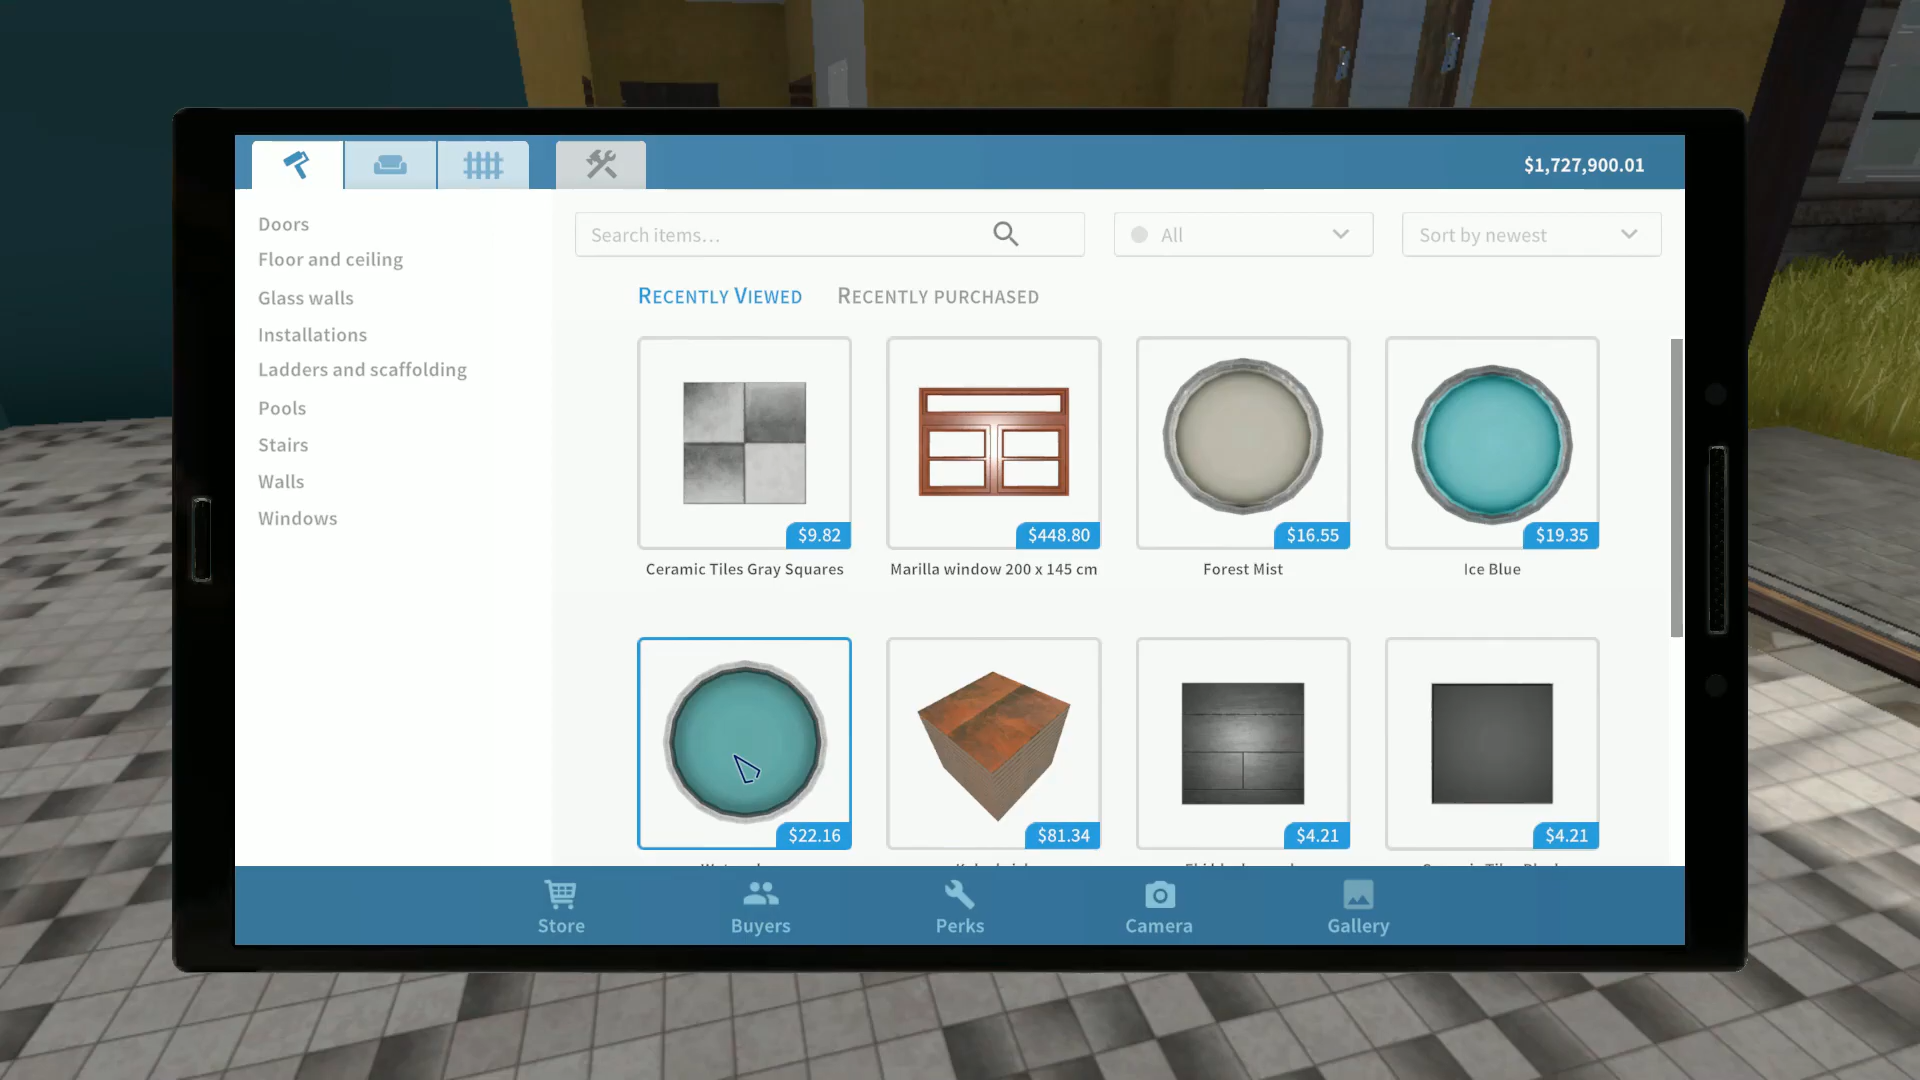 $1,727,900.01
Doors
Floor and ceiling
Glass walls
Installations
Ladders and scaffolding
Pools
Stairs
Walls
Windows
Search items...
All
Sort by newest
RECENTLY VIEWED
RECENTLY PURCHASED
$9.82
$448.80
$16.55
$19.35
Ceramic Tiles Gray Squares
Marilla window 200 x 145 cm
Forest Mist
Ice Blue
$22.16
$81.34
$4.21
$4.21
Store
Buyers
Perks
Camera
Gallery